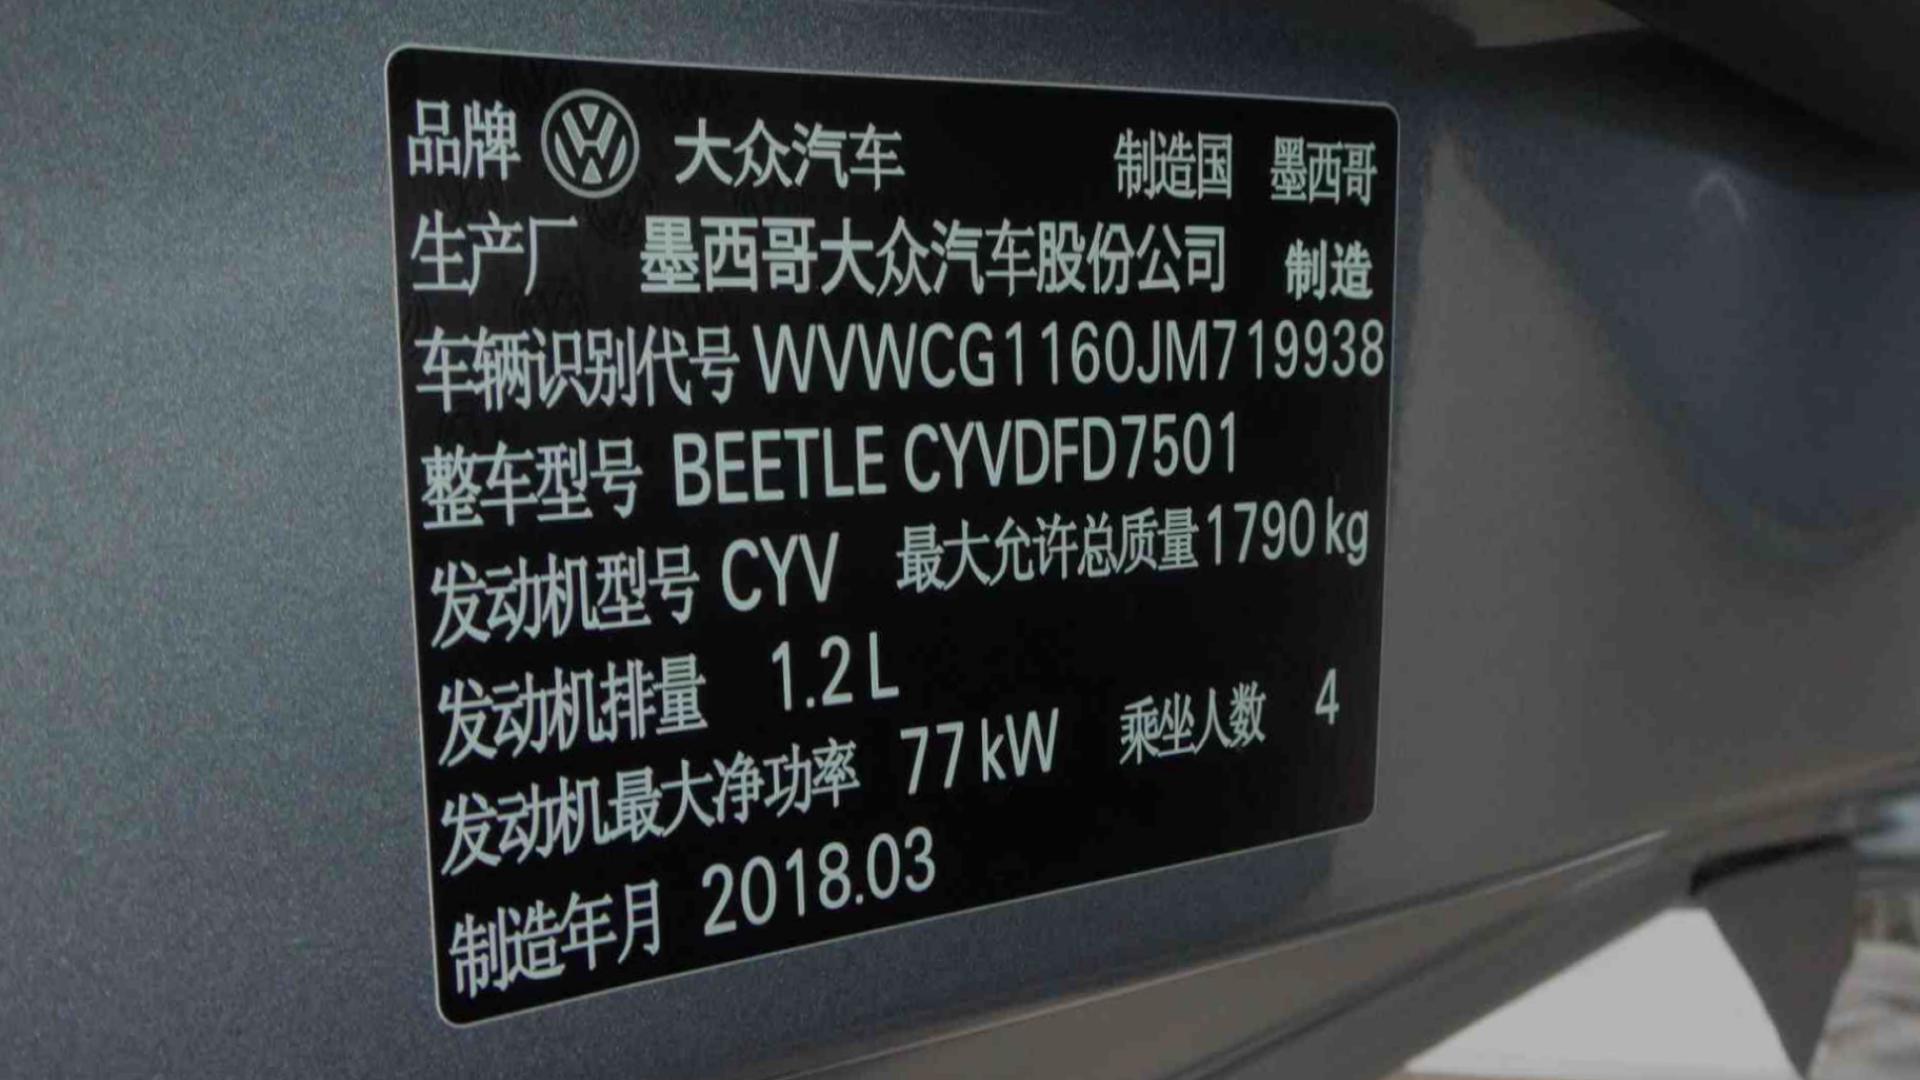 品牌 大众汽车 制造国 墨西哥
生产厂 墨西哥大众汽车股份公司 制造
车辆识别代号 WVWCG1160JM719938
整车型号 BEETLE CYVDFD7501
发动机型号 CYV 最大允许总质量 1790 kg
发动机排量 1.2 L
发动机最大净功率 77 kW 乘坐人数 4
制造年月 2018.03